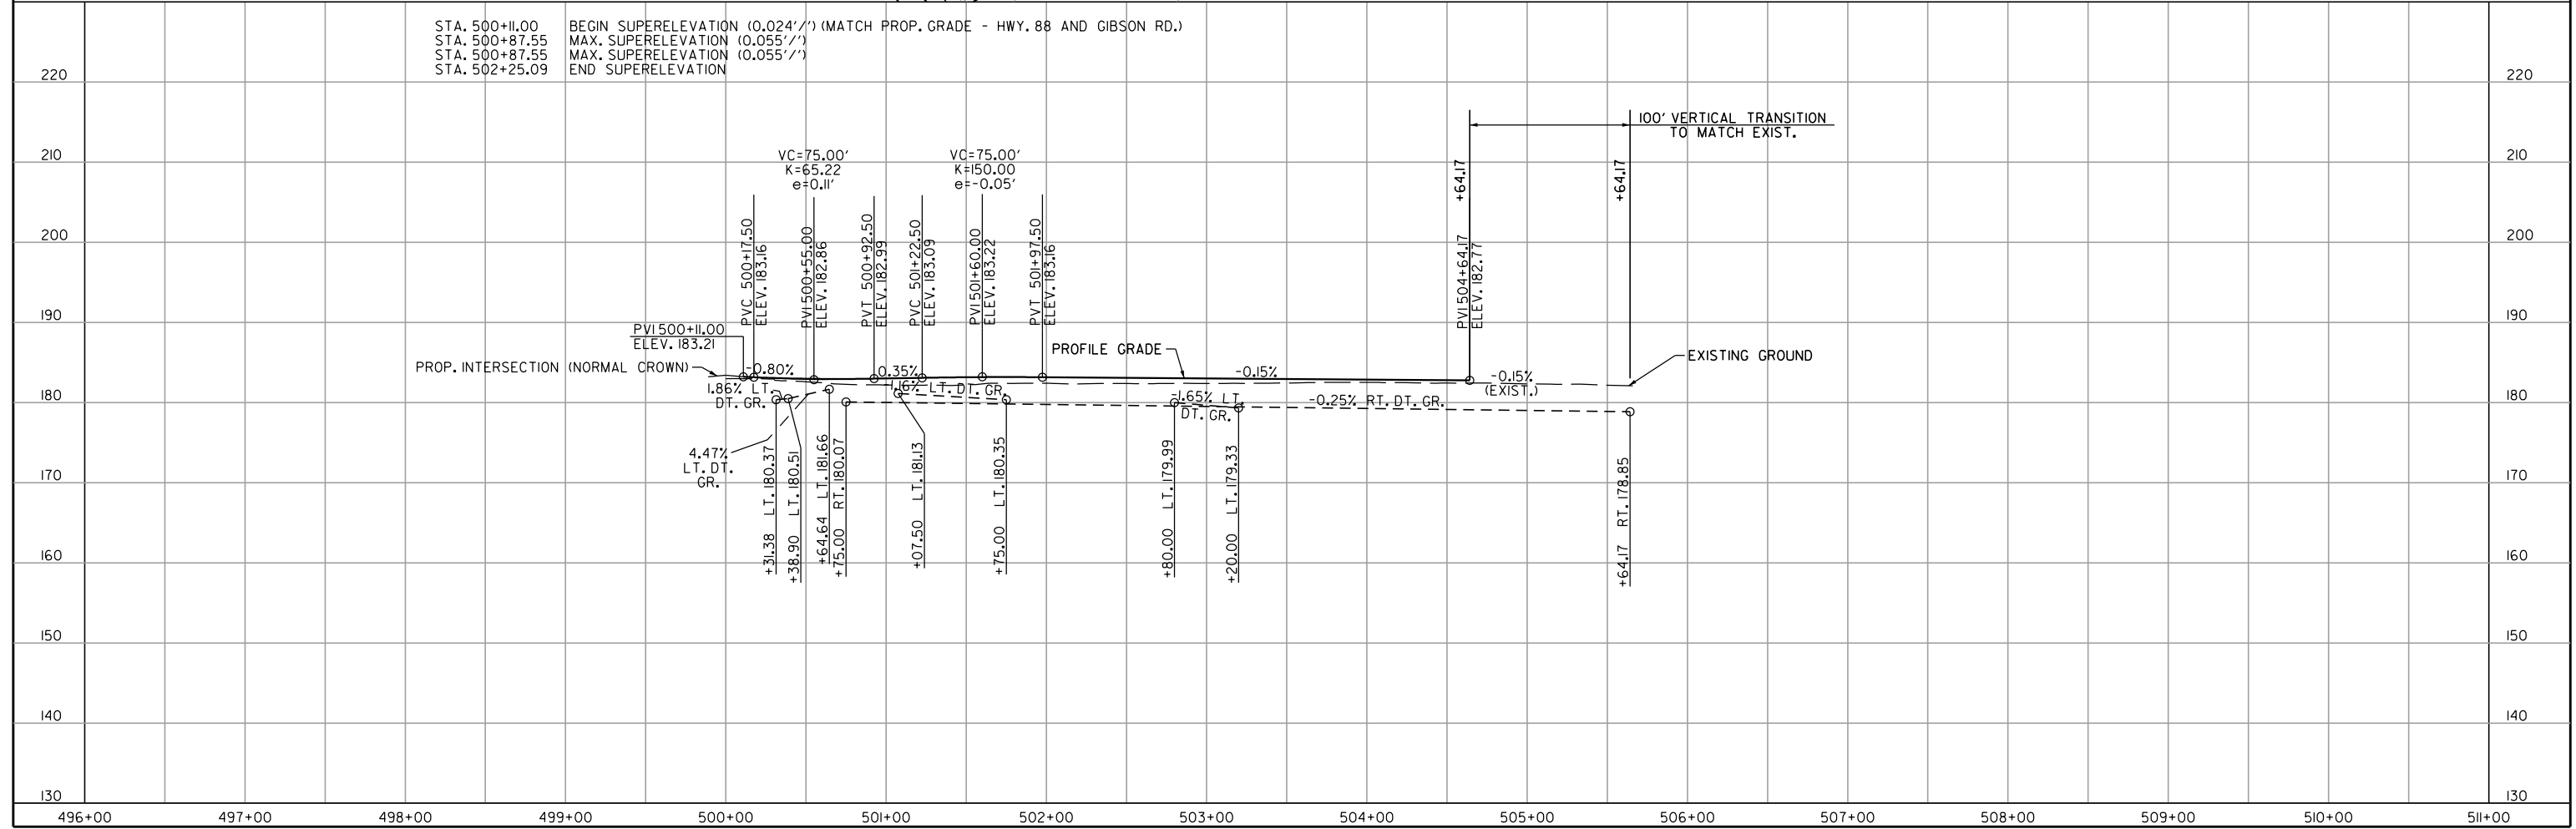 STA. 500+11.00 BEGIN SUPERELEVATION (0.024'/') (MATCH PROP. GRADE - HWY. 88 AND GIBSON RD.)
STA. 500+87.55 MAX. SUPERELEVATION (0.055'/')
STA. 500+87.55 MAX. SUPERELEVATION (0.055'/')
STA. 502+25.09 END SUPERELEVATION
220 220
100' VERTICAL TRANSITION
TO MATCH EXIST.
210 210
VC=75.00'
K=65.22
e=0.11'
VC=75.00'
K=150.00
e=-0.05'
+64.17
+64.17
200 200
PVC 500+17.50
ELEV. 183.16
PVI 500+55.00
ELEV. 182.86
PVT 500+92.50
ELEV. 182.99
PVC 501+22.50
ELEV. 183.09
PVI 501+60.00
ELEV. 183.22
PVT 501+97.50
ELEV. 183.16
PVI 504+64.17
ELEV. 182.77
190 190
PVI 500+11.00
ELEV. 183.21
PROP. INTERSECTION (NORMAL CROWN)
PROFILE GRADE
EXISTING GROUND
-0.80%
0.35%
-0.15%
-0.15%
(EXIST.)
1.86% LT.
DT. GR.
-1.16% LT. DT. GR.
-1.65% LT.
DT. GR.
-0.25% RT. DT. GR.
180 180
4.47%
LT. DT.
GR.
170 170
+31.38 LT. 180.37
+38.90 LT. 180.51
+64.64 LT. 181.66
+75.00 RT. 180.07
+07.50 LT. 181.13
+75.00 LT. 180.35
+80.00 LT. 179.99
+20.00 LT. 179.33
+64.17 RT. 178.85
160 160
150 150
140 140
130 130
496+00 497+00 498+00 499+00 500+00 501+00 502+00 503+00 504+00 505+00 506+00 507+00 508+00 509+00 510+00 511+00